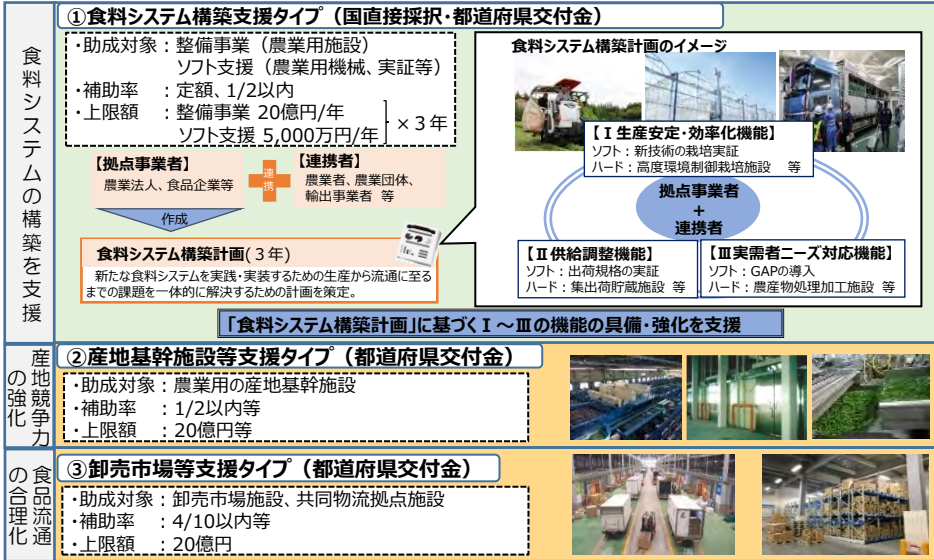 食料システムの構築を支援
①食料システム構築支援タイプ（国直接採択・都道府県交付金）
・助成対象：整備事業（農業用施設）
ソフト支援（農業用機械、実証等）
・補助率　：定額、1/2以内
・上限額　：整備事業 20億円/年
ソフト支援 5,000万円/年
×３年
【拠点事業者】
農業法人、食品企業等
連携
【連携者】
農業者、農業団体、
輸出事業者 等
作成
食料システム構築計画(３年)
新たな食料システムを実践・実装するための生産から流通に至る
までの課題を一体的に解決するための計画を策定。
食料システム構築計画のイメージ
【Ⅰ生産安定・効率化機能】
ソフト：新技術の栽培実証
ハード：高度環境制御栽培施設　等
拠点事業者
+
連携者
【Ⅱ供給調整機能】
ソフト：出荷規格の実証
ハード：集出荷貯蔵施設 等
【Ⅲ実需者ニーズ対応機能】
ソフト：GAPの導入
ハード：農産物処理加工施設 等
「食料システム構築計画」に基づくⅠ～Ⅲの機能の具備・強化を支援
産地競争力
の強化
②産地基幹施設等支援タイプ（都道府県交付金）
・助成対象：農業用の産地基幹施設
・補助率　：1/2以内等
・上限額　：20億円等
食品流通
の合理化
③卸売市場等支援タイプ（都道府県交付金）
・助成対象：卸売市場施設、共同物流拠点施設
・補助率　：4/10以内等
・上限額　：20億円